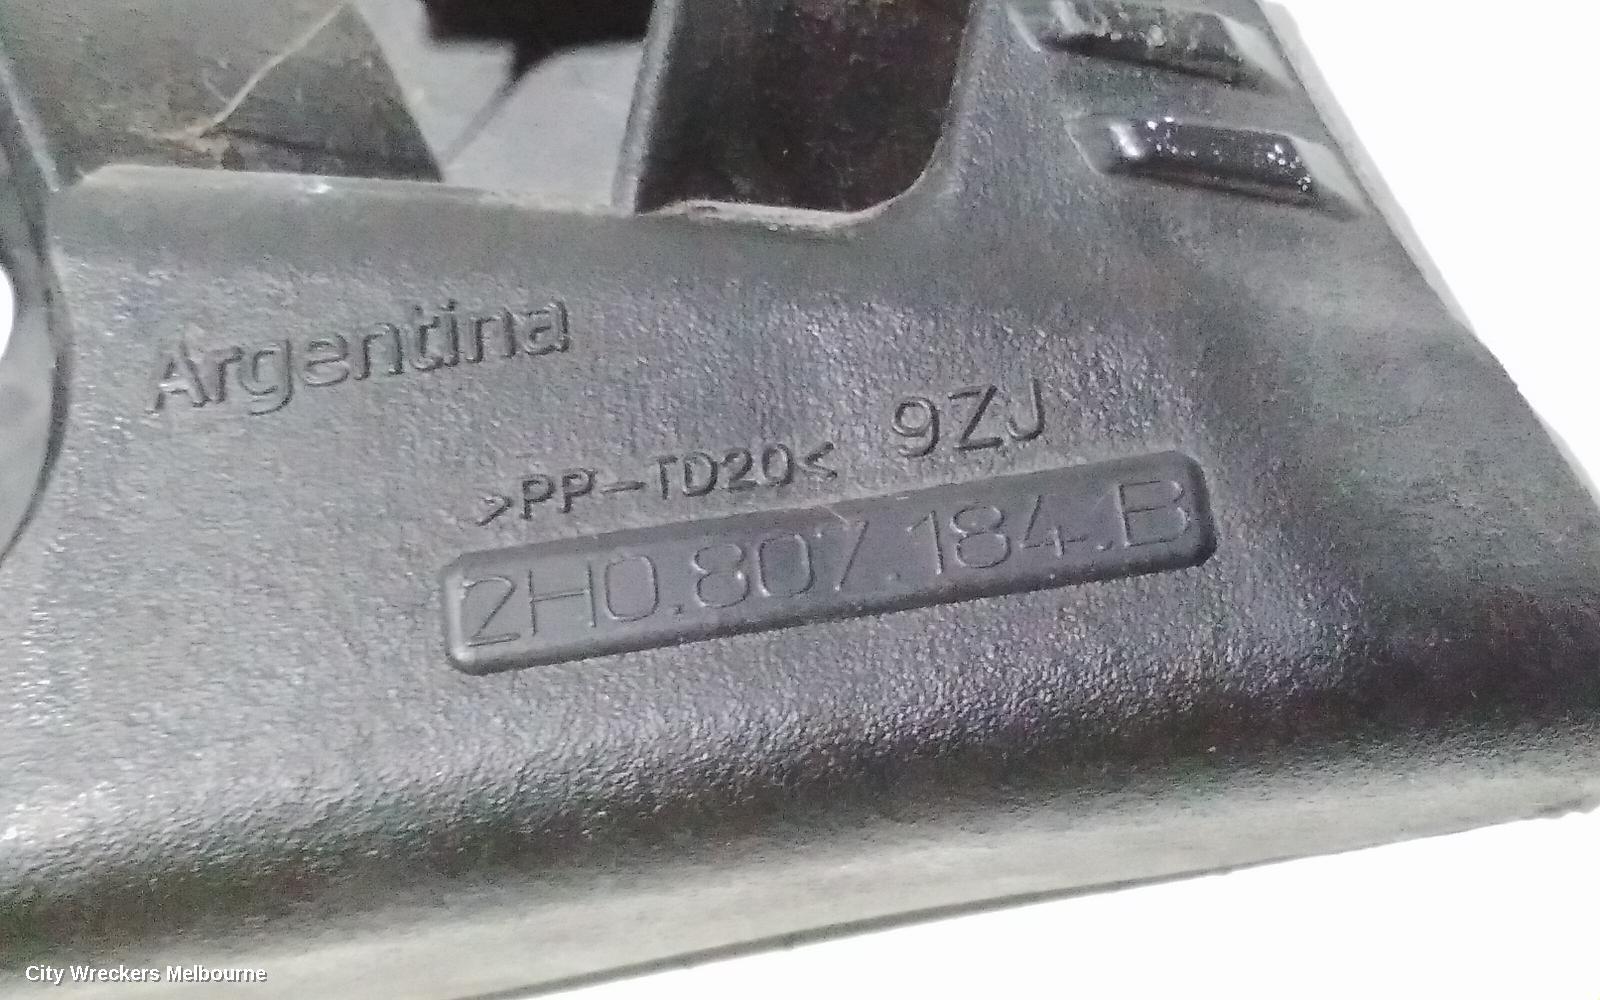 Argentina
>PP-TD20< 9ZJ
2H0.807.184.B
City Wreckers Melbourne